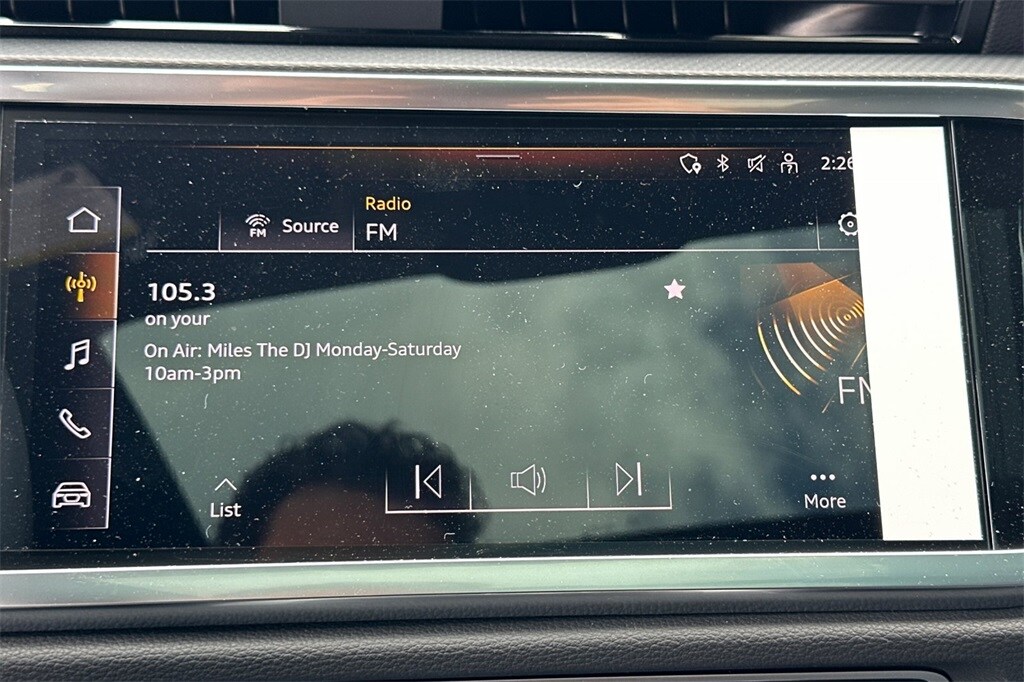 2:26
Radio
FM
Source
FM
105.3
on your
On Air: Miles The DJ Monday-Saturday
10am-3pm
List
More